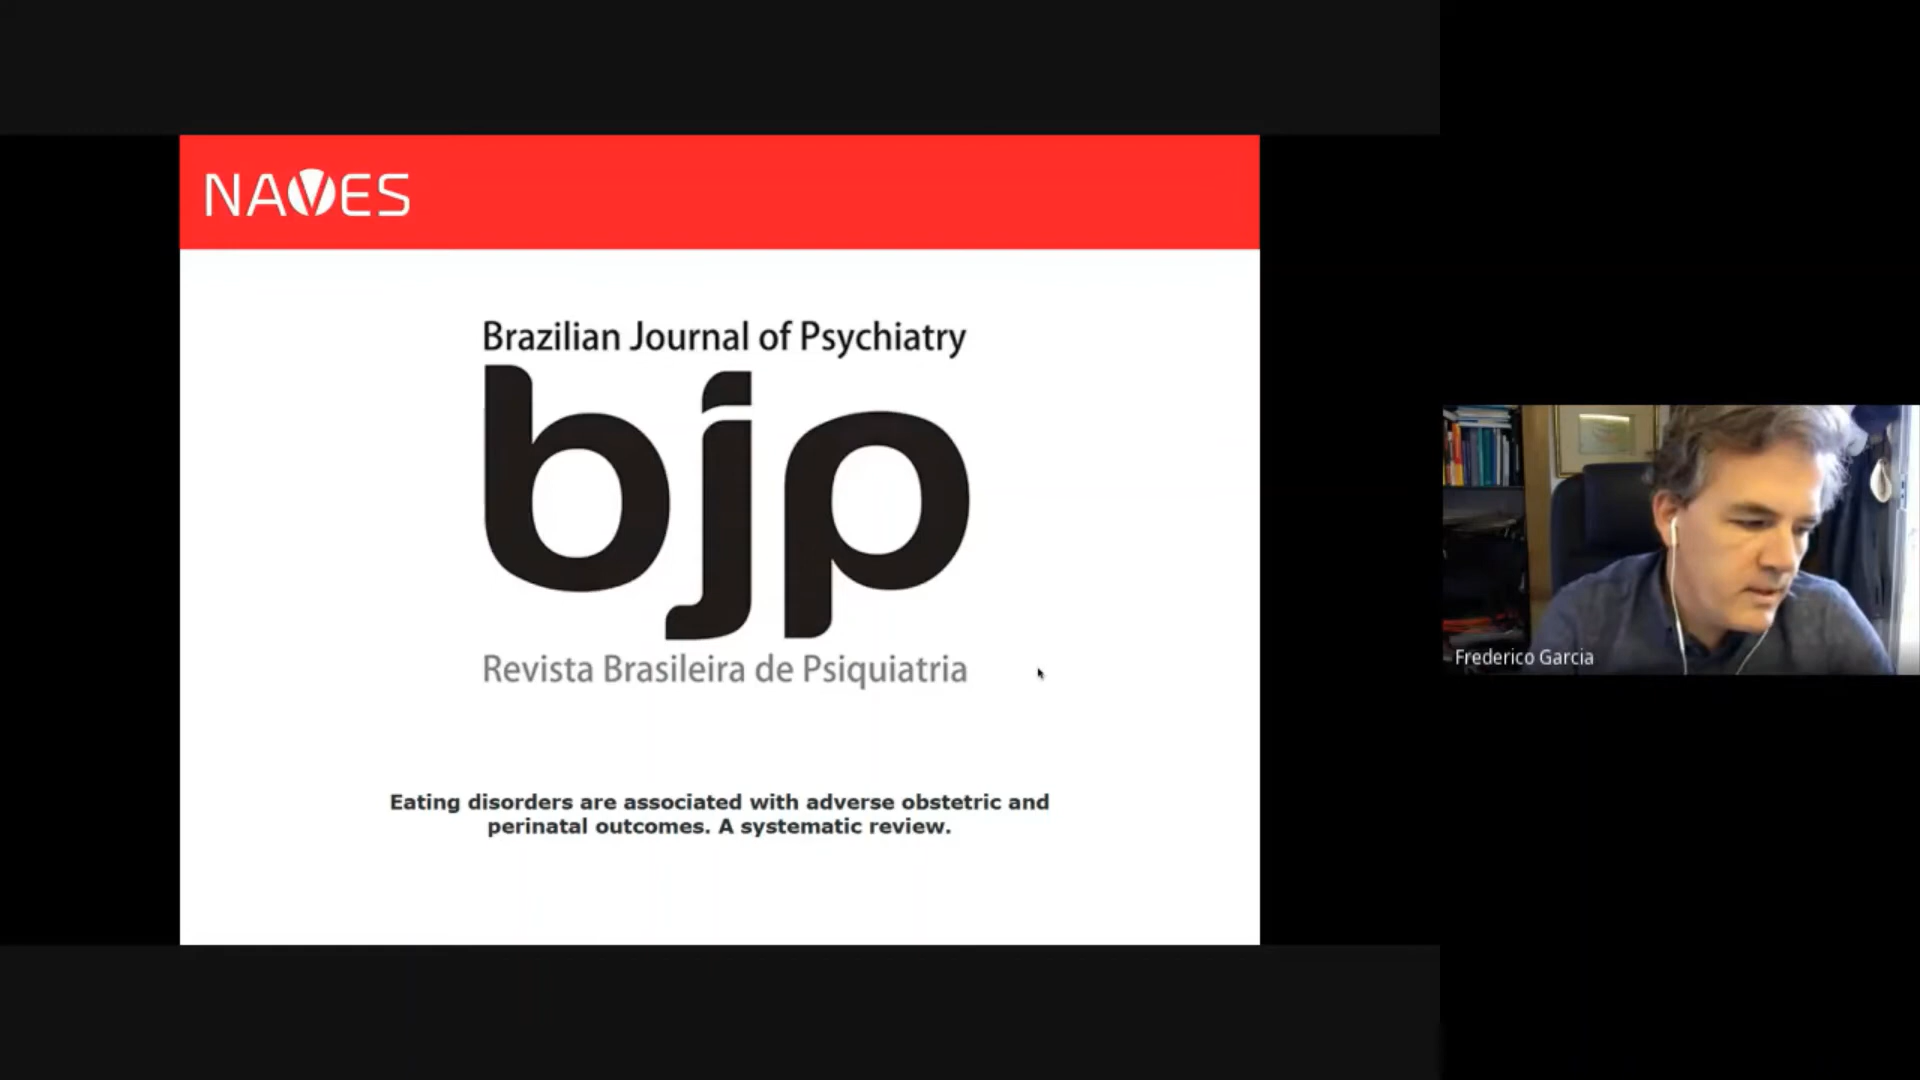 NAVES
Brazilian Journal of Psychiatry
bjp
Revista Brasileira de Psiquiatria
Eating disorders are associated with adverse obstetric and
perinatal outcomes. A systematic review.
Frederico Garcia